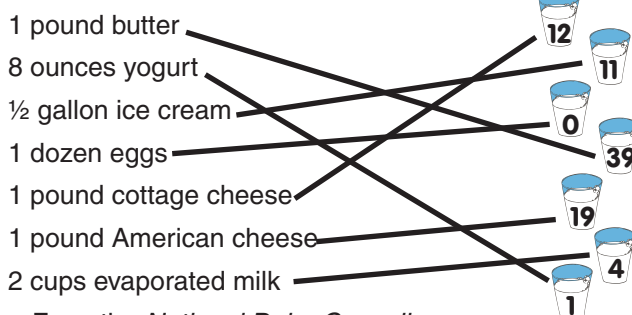 1 pound butter
8 ounces yogurt
½ gallon ice cream
1 dozen eggs
1 pound cottage cheese
1 pound American cheese
2 cups evaporated milk
12
11
0
39
19
4
1